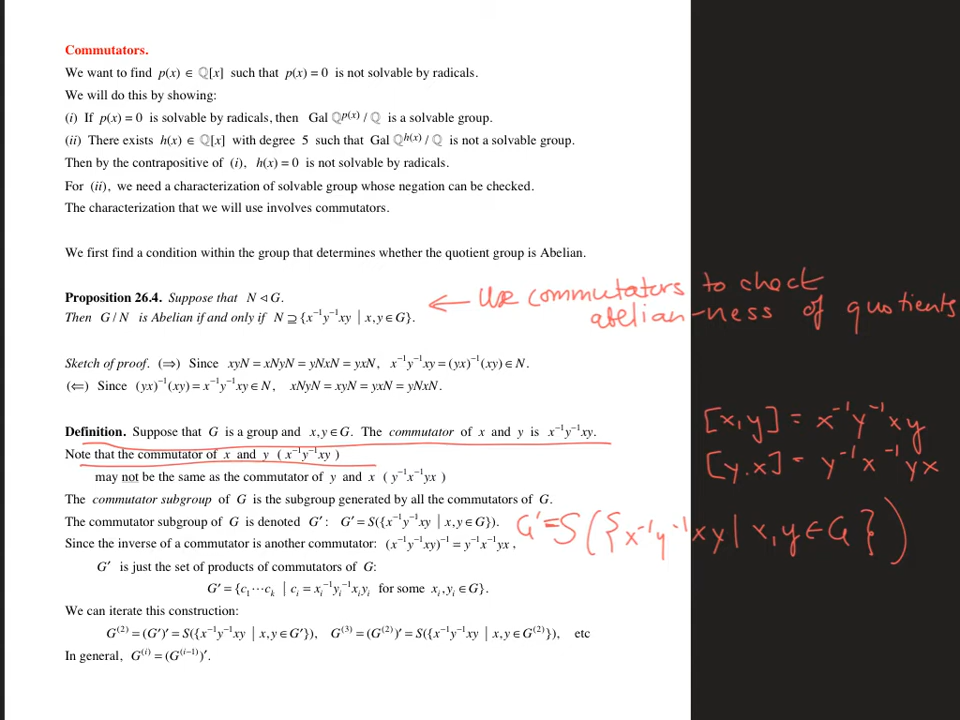 Commutators.
We want to find p(x) ∈ ℚ[x] such that p(x) = 0 is not solvable by radicals.
We will do this by showing:
(i) If p(x) = 0 is solvable by radicals, then Gal ℚ^p(x) / ℚ is a solvable group.
(ii) There exists h(x) ∈ ℚ[x] with degree 5 such that Gal ℚ^h(x) / ℚ is not a solvable group.
Then by the contrapositive of (i), h(x) = 0 is not solvable by radicals.
For (ii), we need a characterization of solvable group whose negation can be checked.
The characterization that we will use involves commutators.
We first find a condition within the group that determines whether the quotient group is Abelian.
Proposition 26.4. Suppose that N ◁ G.
Then G / N is Abelian if and only if N ⊇ {x⁻¹y⁻¹xy | x, y ∈ G}.
← Use commutators to check
abelian-ness of quotients
Sketch of proof. (⟹) Since xyN = xNyN = yNxN = yxN, x⁻¹y⁻¹xy = (yx)⁻¹(xy) ∈ N.
(⟸) Since (yx)⁻¹(xy) = x⁻¹y⁻¹xy ∈ N, xNyN = xyN = yxN = yNxN.
Definition. Suppose that G is a group and x, y ∈ G. The commutator of x and y is x⁻¹y⁻¹xy.
[x,y] = x⁻¹y⁻¹xy
Note that the commutator of x and y ( x⁻¹y⁻¹xy )
[y.x] = y⁻¹x⁻¹yx
may not be the same as the commutator of y and x ( y⁻¹x⁻¹yx )
The commutator subgroup of G is the subgroup generated by all the commutators of G.
The commutator subgroup of G is denoted G′: G′ = S({x⁻¹y⁻¹xy | x, y ∈ G}).
G' = S({x⁻¹y⁻¹xy | x,y ∈ G})
Since the inverse of a commutator is another commutator: (x⁻¹y⁻¹xy)⁻¹ = y⁻¹x⁻¹yx,
G′ is just the set of products of commutators of G:
G′ = {c₁⋯cₖ | cᵢ = xᵢ⁻¹yᵢ⁻¹xᵢyᵢ for some xᵢ, yᵢ ∈ G}.
We can iterate this construction:
G⁽²⁾ = (G′)′ = S({x⁻¹y⁻¹xy | x, y ∈ G′}), G⁽³⁾ = (G⁽²⁾)′ = S({x⁻¹y⁻¹xy | x, y ∈ G⁽²⁾}), etc
In general, G⁽ⁱ⁾ = (G⁽ⁱ⁻¹⁾)′.